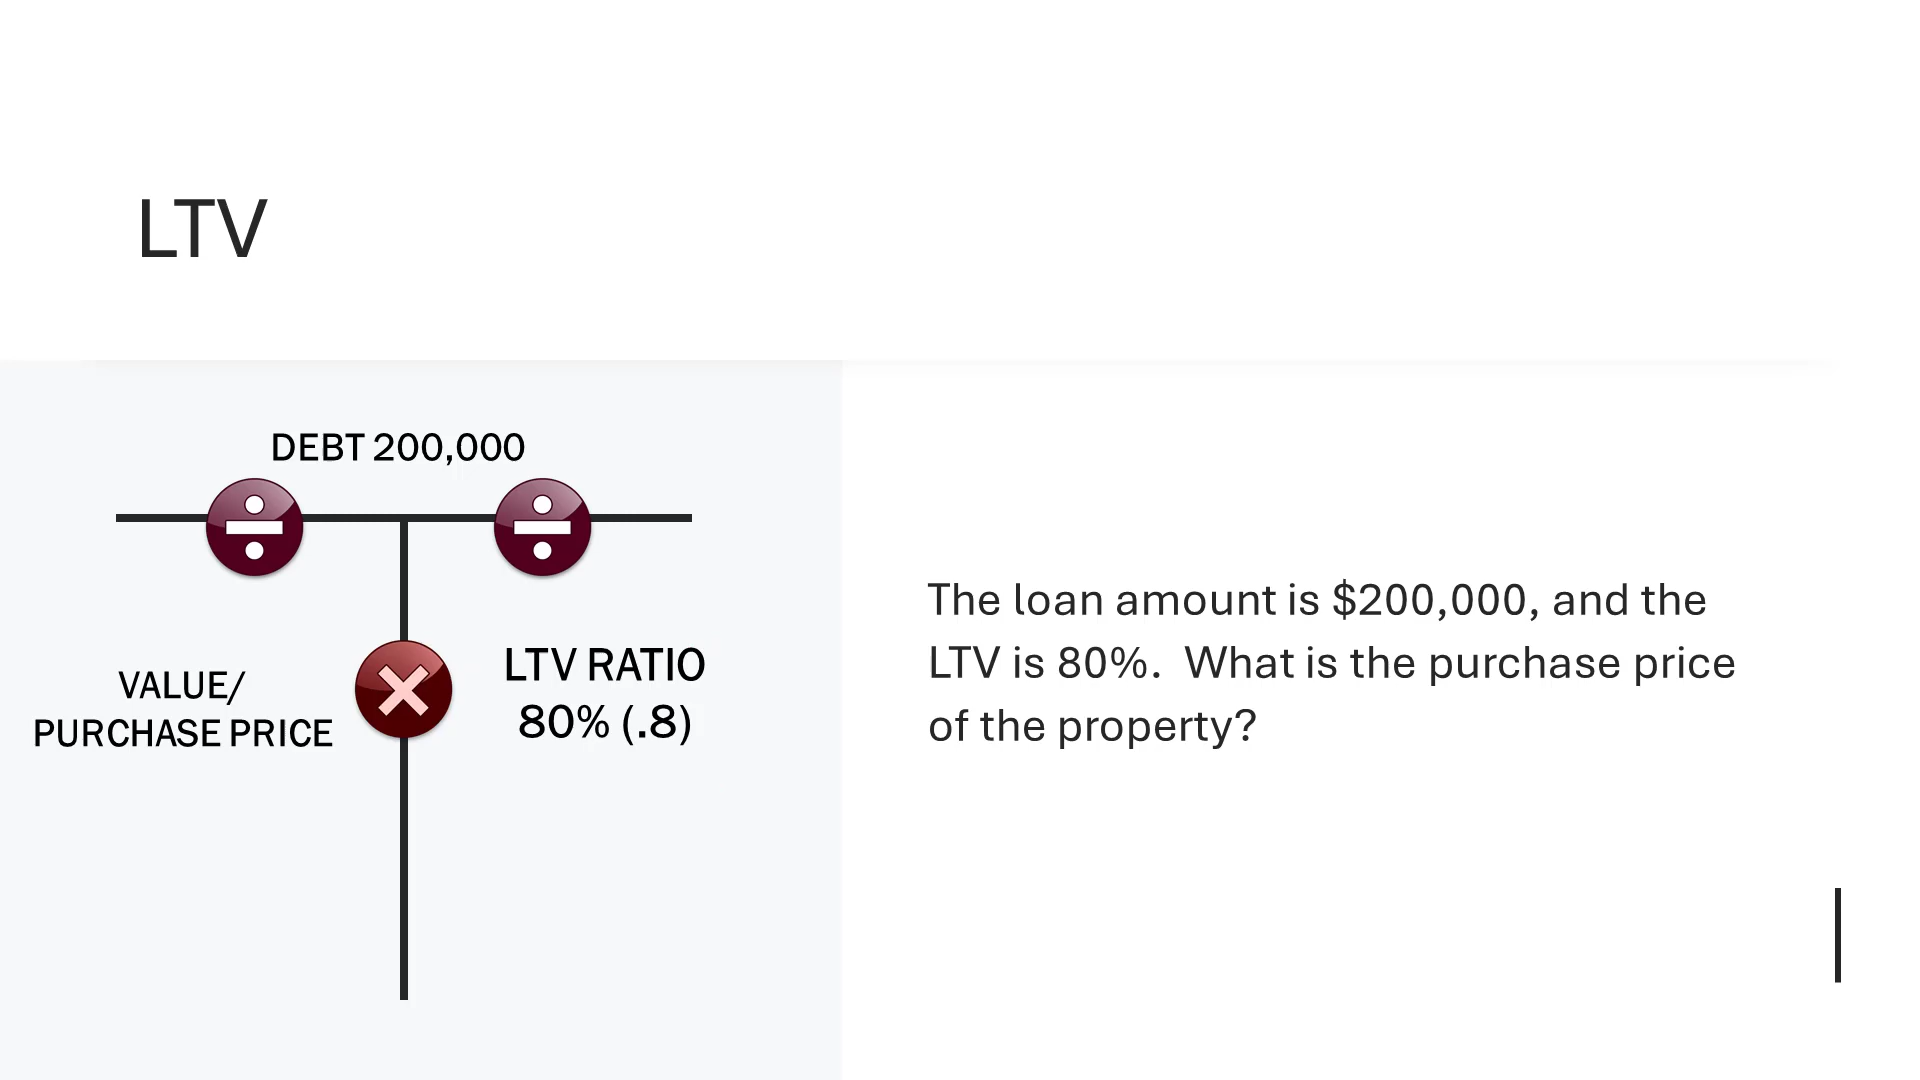 LTV
DEBT 200,000
VALUE/
PURCHASE PRICE
LTV RATIO
80% (.8)
The loan amount is $200,000, and the
LTV is 80%.  What is the purchase price
of the property?